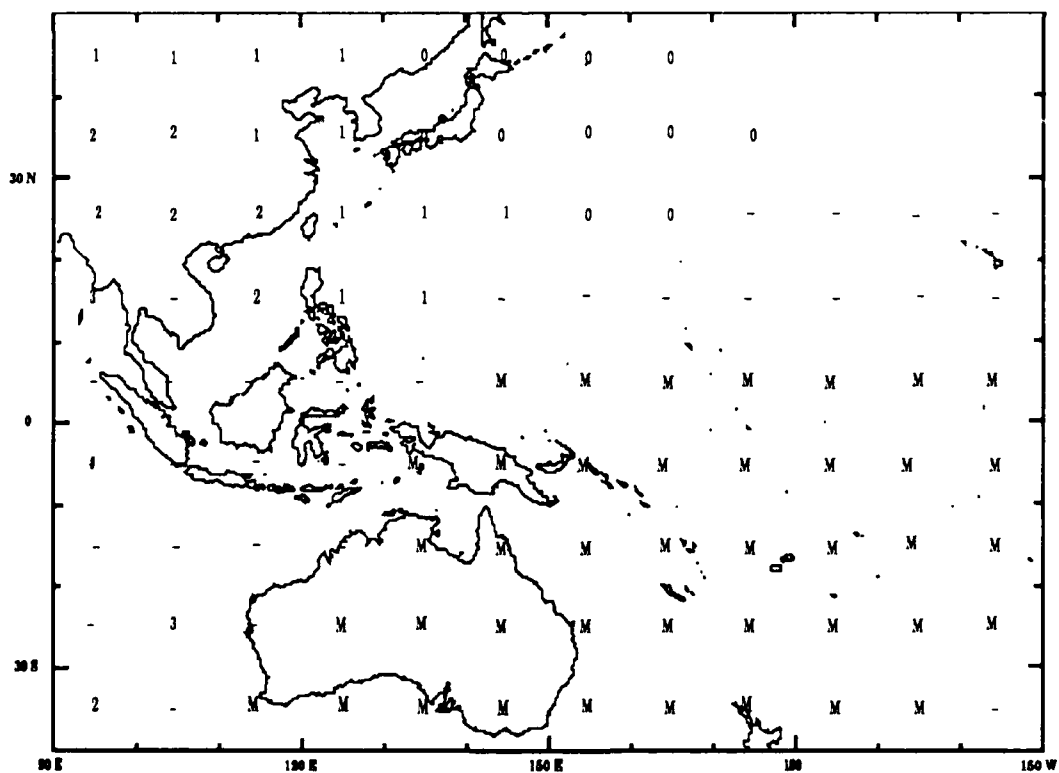 1 1 1 1 0 0 0 0
2 2 1 1 1 0 0 0 0
30 N
2 2 2 1 1 1 0 0 - - - -
3 - 2 1 1 - - - - - - -
- - - - M M M M M M M
0
4 - - M M M M M M M M
- - - M M M M M M M M
- 3 - M M M M M M M M M
30 S
2 - M M M M M M M M M -
90 E 120 E 150 E 180 150 W